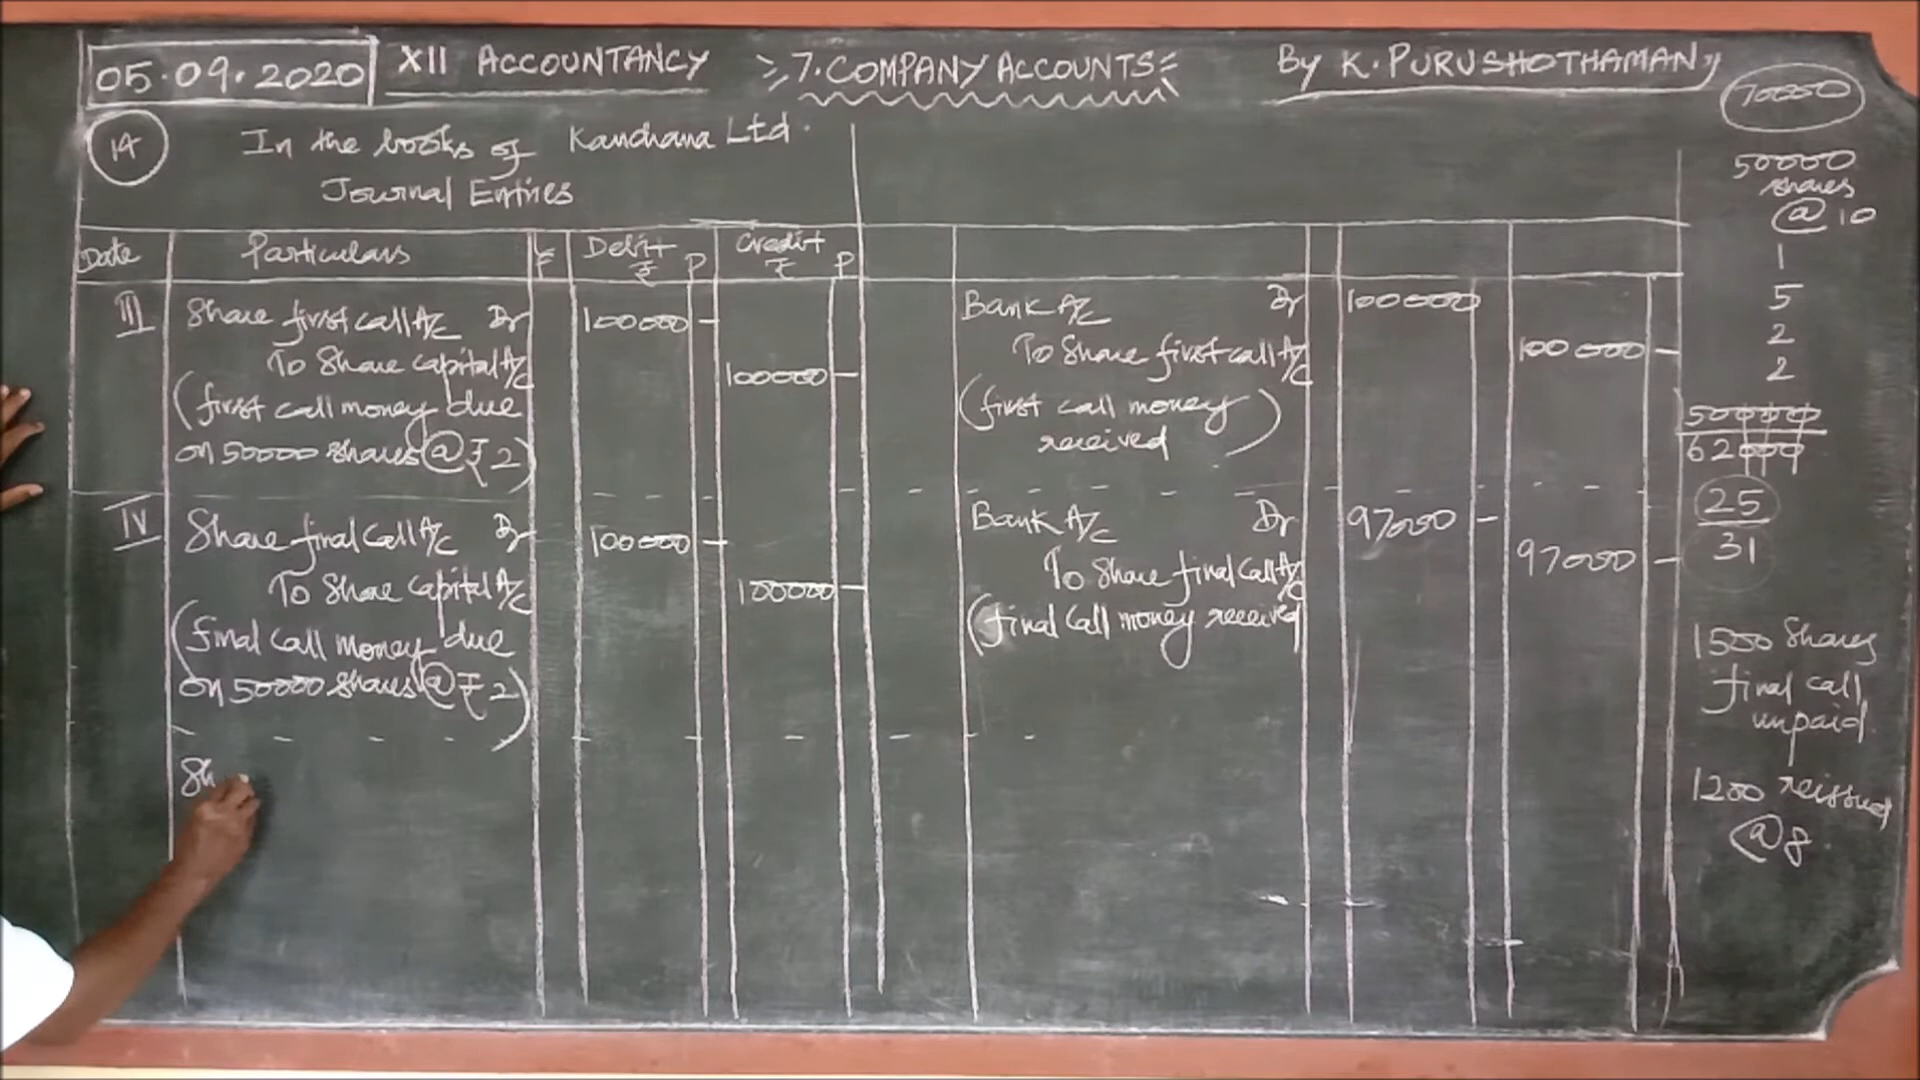 05.09.2020
XII ACCOUNTANCY
7. COMPANY ACCOUNTS
By K. PURUSHOTHAMAN
14
In the books of Kanchana Ltd.
Journal Entries
Date Particulars F Debit ₹ P Credit ₹ P
III Share first call A/c Dr 100000 -
To Share capital A/c 100000 -
(first call money due
on 50000 shares @ ₹ 2)
IV Share final call A/c Dr 100000 -
To Share capital A/c 100000 -
(final call money due
on 50000 shares @ ₹ 2)
Sh
Bank A/c Dr 100000
To Share first call A/c 100000 -
(first call money
received)
Bank A/c Dr 97000 -
To Share final call A/c 97000 -
(final call money received
70000
50000
shares
@ 10
1
5
2
2
50000
62000
25
31
1500 shares
final call
unpaid.
1200 reissued
@ 8